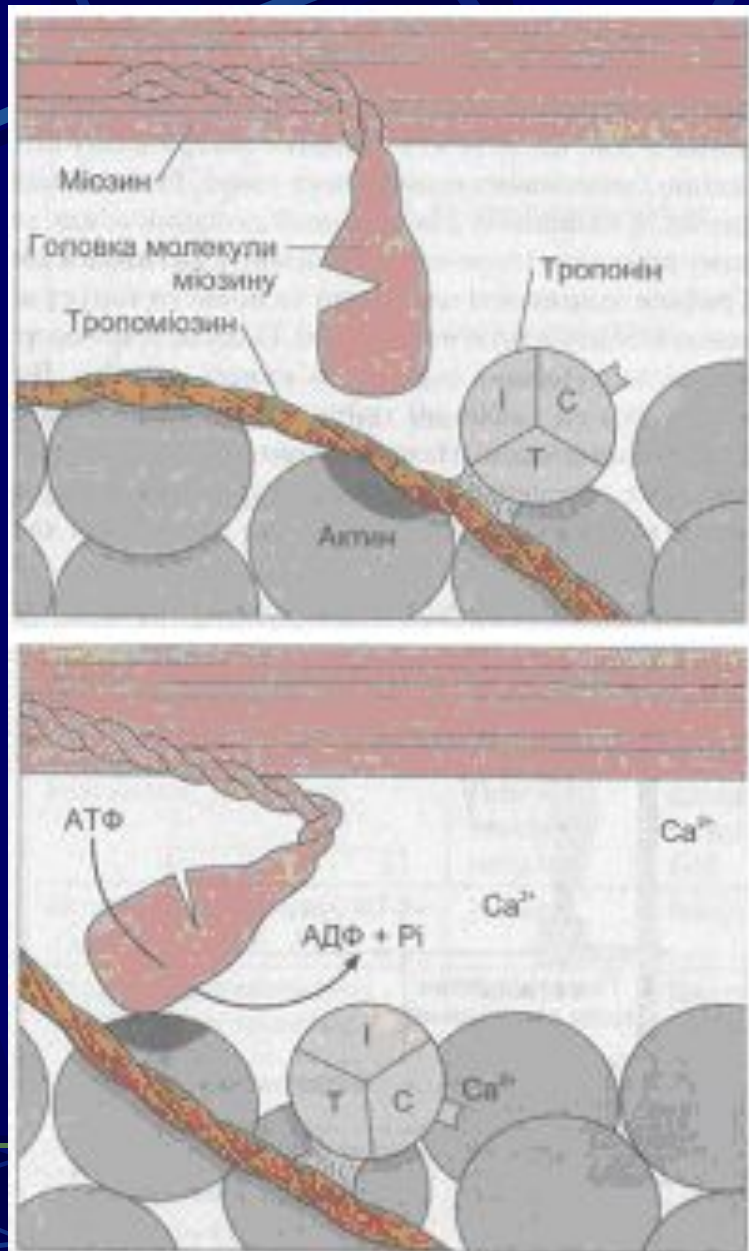 Міозин
Головка молекули
міозину
Тропоміозин
Тропонін
I C
T
Актин
АТФ
Ca²⁺
Ca²⁺
АДФ + Pi
I
T C
Ca²⁺